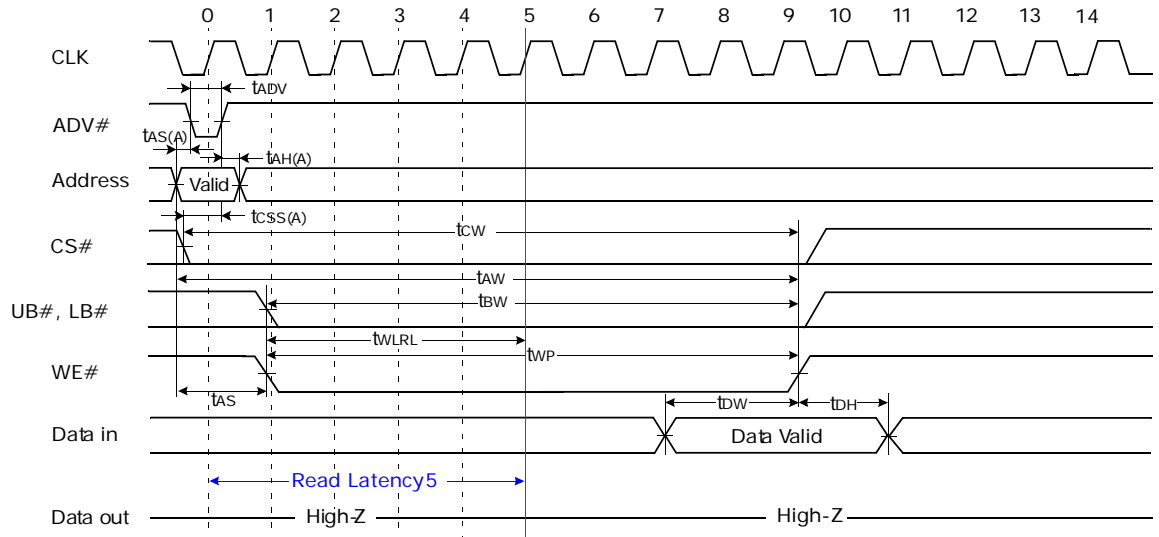 0 1 2 3 4 5 6 7 8 9 10 11 12 13 14
CLK
tADV
ADV#
tAS(A)
tAH(A)
Address
Valid
tCSS(A)
tCW
CS#
tAW
tBW
UB#, LB#
tWLRL
tWP
WE#
tAS
tDW
tDH
Data in
Data Valid
Read Latency 5
Data out
High-Z
High-Z